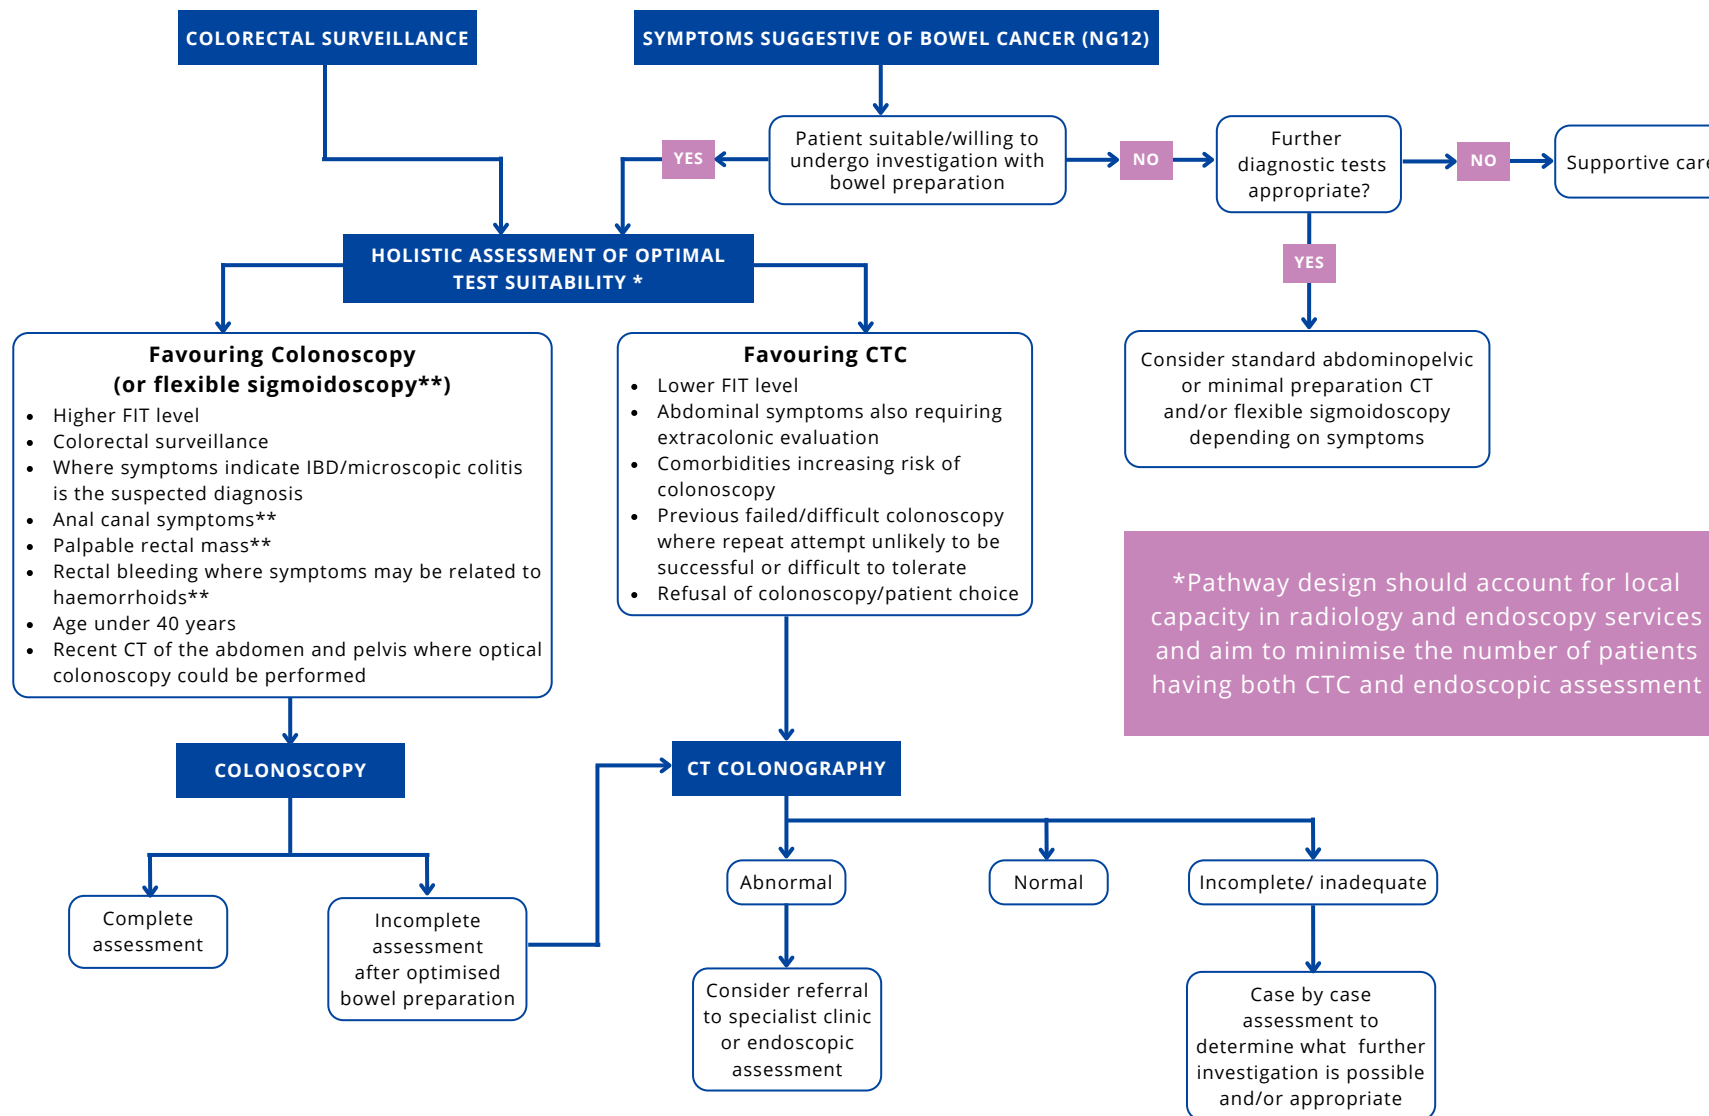 COLORECTAL SURVEILLANCE
SYMPTOMS SUGGESTIVE OF BOWEL CANCER (NG12)
Patient suitable/willing to
undergo investigation with
bowel preparation
YES
NO
Further
diagnostic tests
appropriate?
NO
Supportive care
YES
HOLISTIC ASSESSMENT OF OPTIMAL
TEST SUITABILITY *
Favouring Colonoscopy
(or flexible sigmoidoscopy**)
• Higher FIT level
• Colorectal surveillance
• Where symptoms indicate IBD/microscopic colitis
is the suspected diagnosis
• Anal canal symptoms**
• Palpable rectal mass**
• Rectal bleeding where symptoms may be related to
haemorrhoids**
• Age under 40 years
• Recent CT of the abdomen and pelvis where optical
colonoscopy could be performed
Favouring CTC
• Lower FIT level
• Abdominal symptoms also requiring
extracolonic evaluation
• Comorbidities increasing risk of
colonoscopy
• Previous failed/difficult colonoscopy
where repeat attempt unlikely to be
successful or difficult to tolerate
• Refusal of colonoscopy/patient choice
Consider standard abdominopelvic
or minimal preparation CT
and/or flexible sigmoidoscopy
depending on symptoms
*Pathway design should account for local
capacity in radiology and endoscopy services
and aim to minimise the number of patients
having both CTC and endoscopic assessment
COLONOSCOPY
CT COLONOGRAPHY
Complete
assessment
Incomplete
assessment
after optimised
bowel preparation
Abnormal
Normal
Incomplete/ inadequate
Consider referral
to specialist clinic
or endoscopic
assessment
Case by case
assessment to
determine what  further
investigation is possible
and/or appropriate